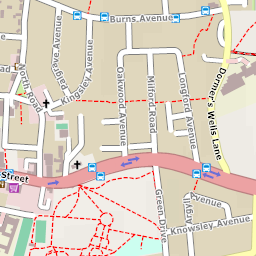 Burns Avenue
Kingsley Avenue
Oakwood Avenue
Milford Road
Longford Avenue
Dormer's Wells Lane
Street
Green Drive
Avenue
Knowsley Avenue